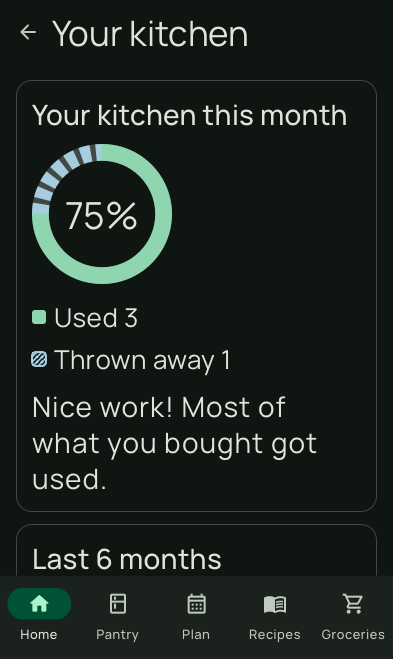 Your kitchen
Your kitchen this month
75%
Used 3
Thrown away 1
Nice work! Most of
what you bought got
used.
Last 6 months
Home
Pantry
Plan
Recipes
Groceries